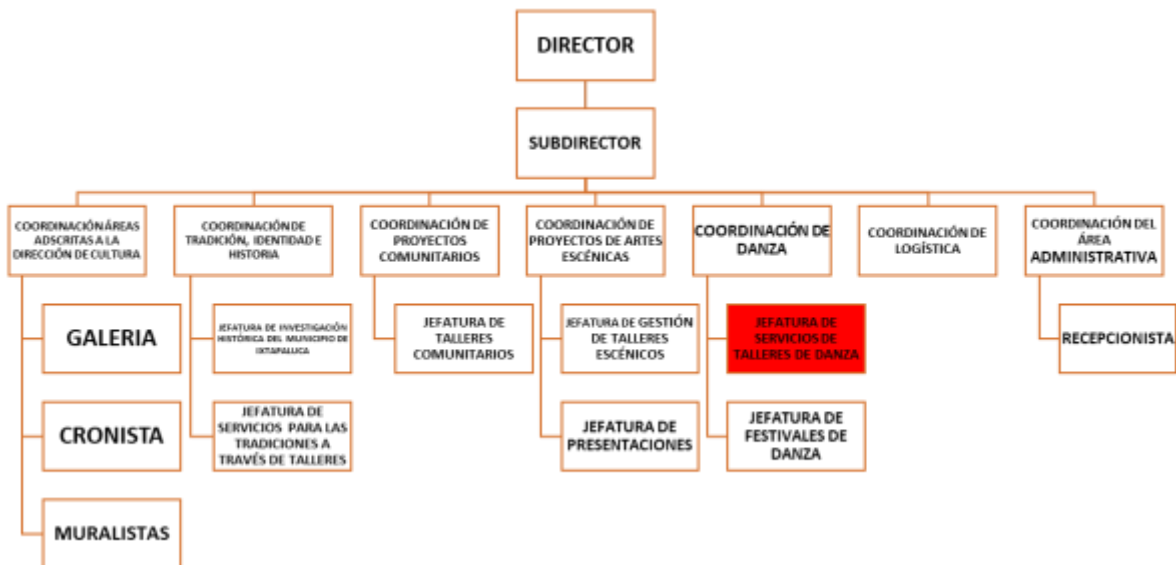 DIRECTOR
SUBDIRECTOR
COORDINACIÓN ÁREAS
ADSCRITAS A LA
DIRECCIÓN DE CULTURA
COORDINACIÓN DE
TRADICIÓN, IDENTIDAD E
HISTORIA
COORDINACIÓN DE
PROYECTOS
COMUNITARIOS
COORDINACIÓN DE
PROYECTOS DE ARTES
ESCÉNICAS
COORDINACIÓN DE
DANZA
COORDINACIÓN DE
LOGÍSTICA
COORDINACIÓN DEL
ÁREA
ADMINISTRATIVA
GALERIA
JEFATURA DE INVESTIGACIÓN
HISTÓRICA DEL MUNICIPIO DE
IXTAPALUCA
JEFATURA DE
TALLERES
COMUNITARIOS
JEFATURA DE GESTIÓN
DE TALLERES
ESCÉNICOS
JEFATURA DE
SERVICIOS DE
TALLERES DE DANZA
RECEPCIONISTA
CRONISTA
JEFATURA DE
SERVICIOS PARA LAS
TRADICIONES A
TRAVÉS DE TALLERES
JEFATURA DE
PRESENTACIONES
JEFATURA DE
FESTIVALES DE
DANZA
MURALISTAS